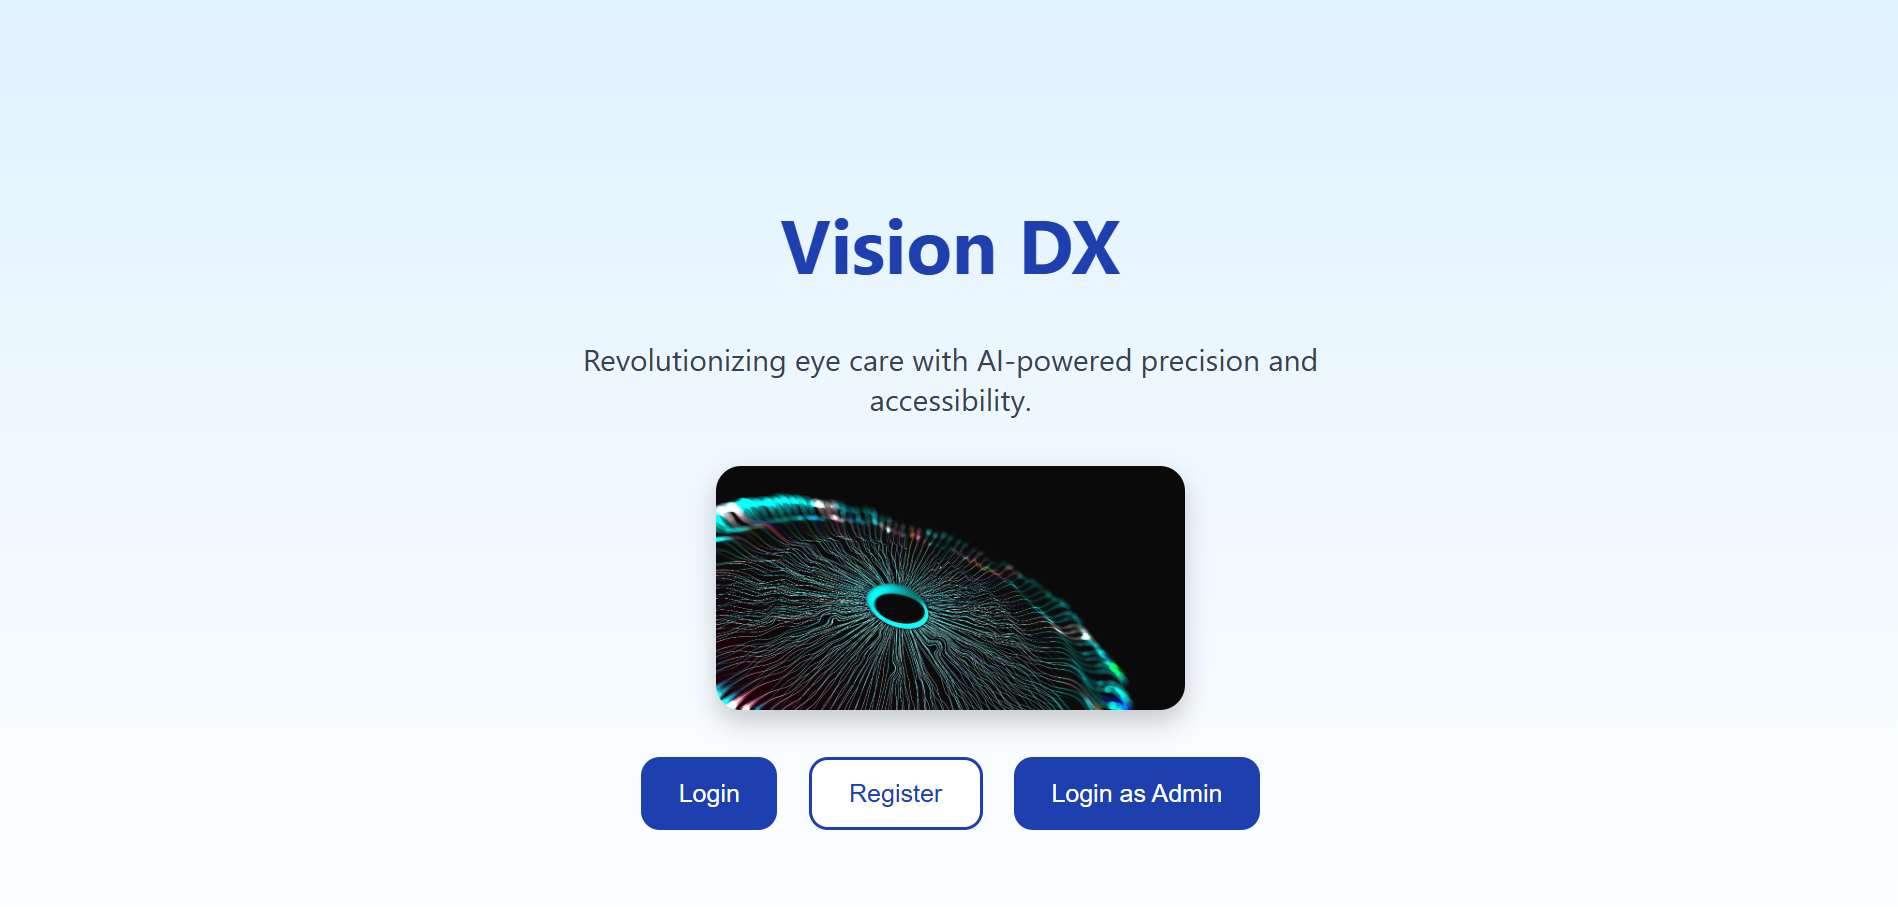 Vision DX
Revolutionizing eye care with AI-powered precision and
accessibility.
Login
Register
Login as Admin